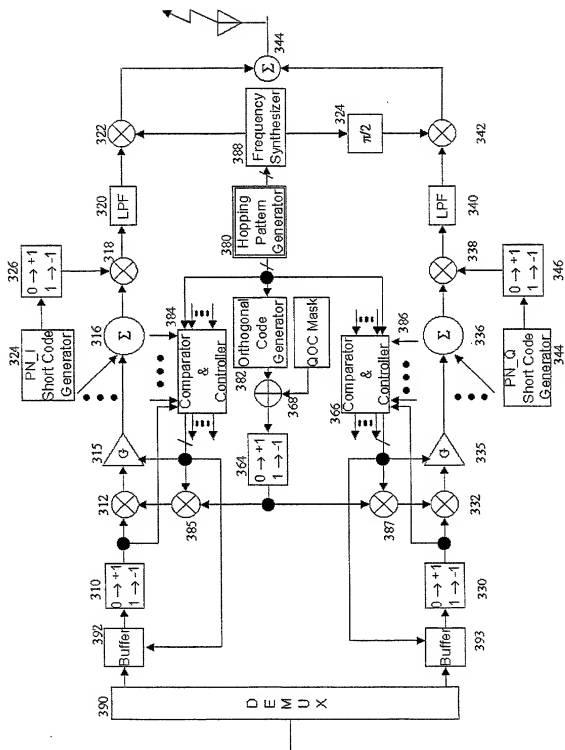 390
DEMUX
392
Buffer
310
0 → +1
1 → -1
312
315
G
324
PN_I
Short Code
Generator
326
0 → +1
1 → -1
316
Σ
318
320
LPF
322
344
Σ
384
Comparator
&
Controller
385
380
Hopping
Pattern
Generator
388
Frequency
Synthesizer
324
π/2
382
Orthogonal
Code
Generator
368
QOC Mask
364
0 → +1
1 → -1
366
Comparator
&
Controller
386
387
393
Buffer
330
0 → +1
1 → -1
332
335
G
336
Σ
338
340
LPF
342
344
PN_Q
Short Code
Generator
346
0 → +1
1 → -1